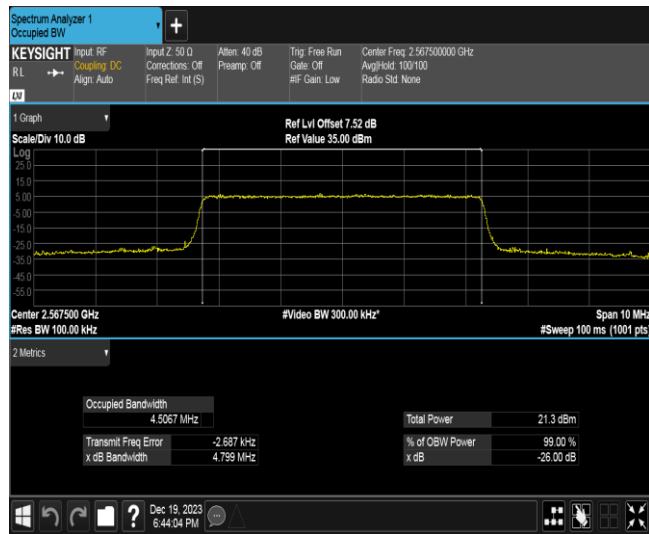 Spectrum Analyzer 1
Occupied BW
+
KEYSIGHT
RL
LXI
Input: RF
Coupling: DC
Align: Auto
Input Z: 50 Ω
Corrections: Off
Freq Ref: Int (S)
Atten: 40 dB
Preamp: Off
Trig: Free Run
Gate: Off
#IF Gain: Low
Center Freq: 2.567500000 GHz
Avg|Hold: 100/100
Radio Std: None
1 Graph
Scale/Div 10.0 dB
Ref Lvl Offset 7.52 dB
Ref Value 35.00 dBm
Log
25.0
15.0
5.00
-5.00
-15.0
-25.0
-35.0
-45.0
-55.0
Center 2.567500 GHz
#Res BW 100.00 kHz
#Video BW 300.00 kHz*
Span 10 MHz
#Sweep 100 ms (1001 pts)
2 Metrics
Occupied Bandwidth
4.5067 MHz
Transmit Freq Error -2.687 kHz
x dB Bandwidth 4.799 MHz
Total Power 21.3 dBm
% of OBW Power 99.00 %
x dB -26.00 dB
?
Dec 19, 2023
6:44:04 PM